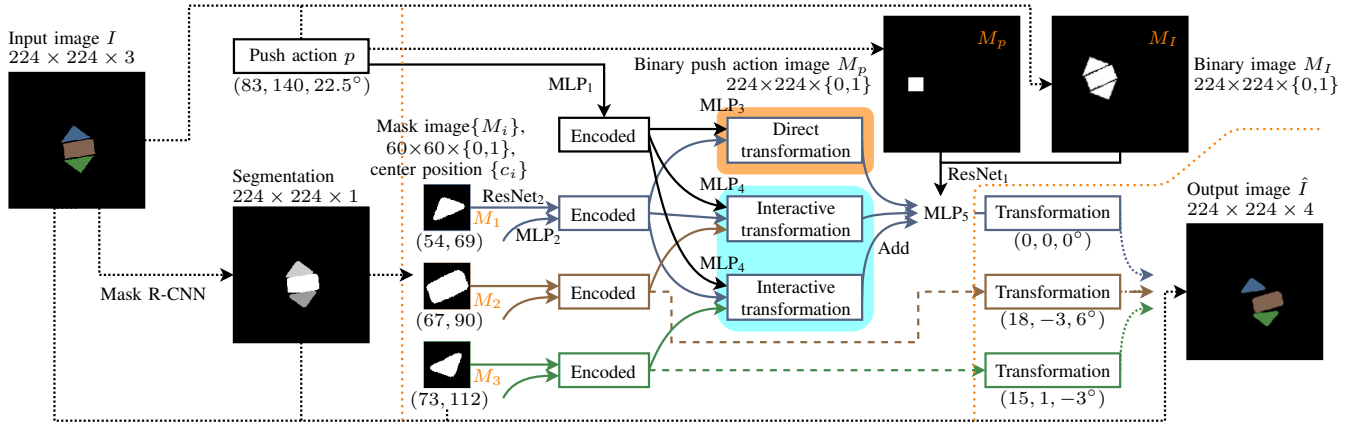 Input image I
224 × 224 × 3
Push action p
(83, 140, 22.5°)
MLP₁
Binary push action image Mₚ
224×224×{0,1}
Mₚ
M_I
Binary image M_I
224×224×{0,1}
Mask image{Mᵢ},
60×60×{0,1},
center position {cᵢ}
Segmentation
224 × 224 × 1
Mask R-CNN
ResNet₂
M₁
(54, 69)
MLP₂
M₂
(67, 90)
M₃
(73, 112)
Encoded
Encoded
Encoded
Encoded
MLP₃
Direct
transformation
MLP₄
Interactive
transformation
MLP₄
Interactive
transformation
Add
ResNet₁
MLP₅
Transformation
(0, 0, 0°)
Transformation
(18, −3, 6°)
Transformation
(15, 1, −3°)
Output image Î
224 × 224 × 4